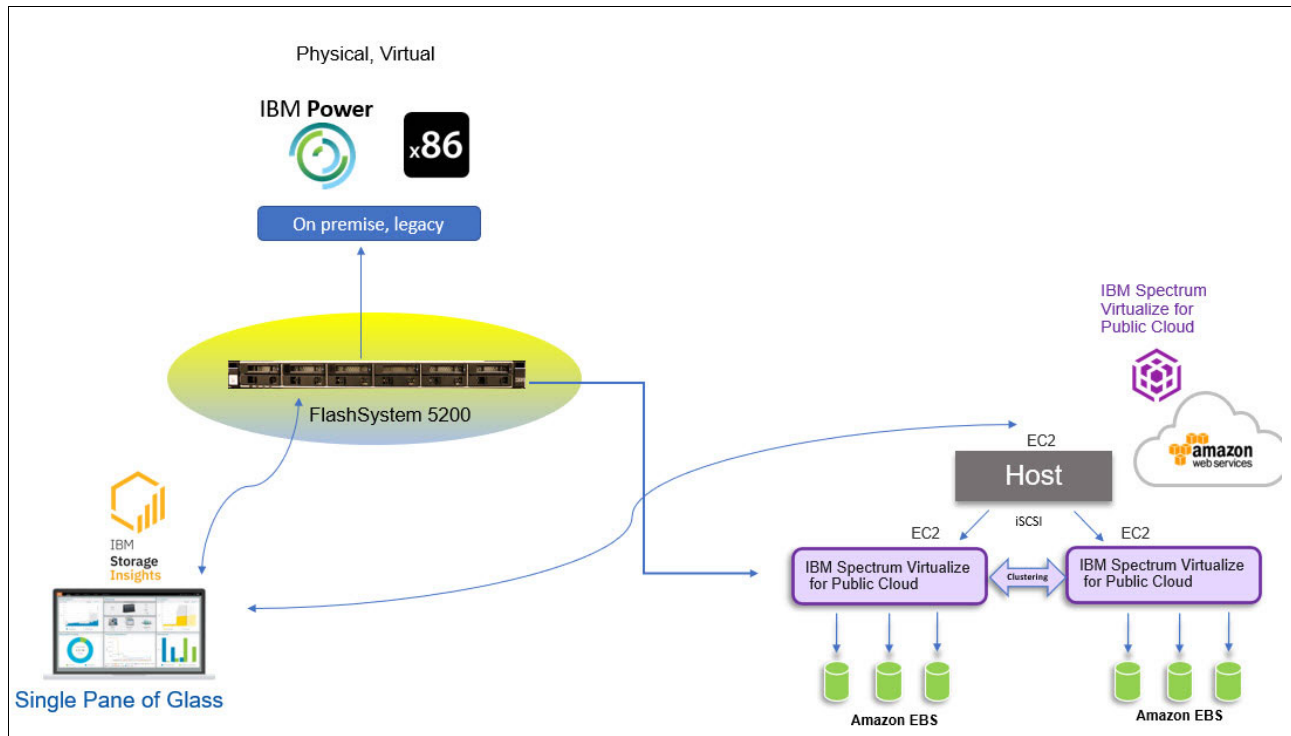 Physical, Virtual
IBM Power
x86
On premise, legacy
FlashSystem 5200
IBM
Storage
Insights
Single Pane of Glass
IBM Spectrum
Virtualize for
Public Cloud
amazon
web services
EC2
Host
iSCSI
EC2
EC2
IBM Spectrum Virtualize
for Public Cloud
Clustering
IBM Spectrum Virtualize
for Public Cloud
Amazon EBS
Amazon EBS